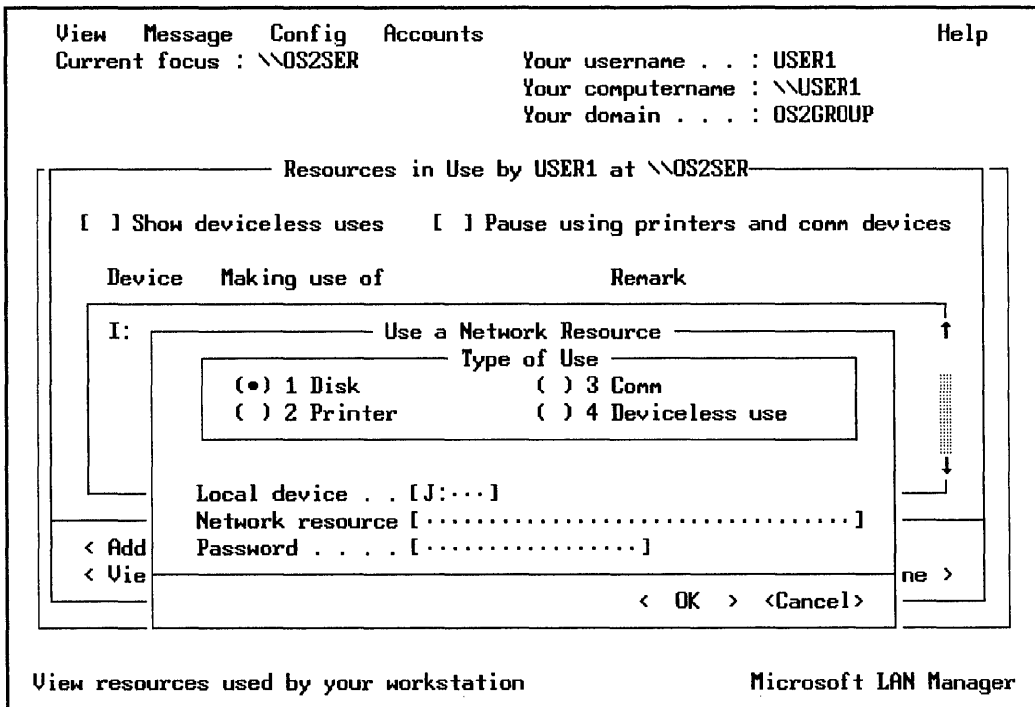 View Message Config Accounts Help
Current focus : \\OS2SER Your username . . : USER1
Your computername : \\USER1
Your domain . . . : OS2GROUP
Resources in Use by USER1 at \\OS2SER
[ ] Show deviceless uses [ ] Pause using printers and comm devices
Device Making use of Remark
I: Use a Network Resource ↑
Type of Use
(•) 1 Disk ( ) 3 Comm
( ) 2 Printer ( ) 4 Deviceless use
↓
Local device . . [J:···]
Network resource [·································]
Password . . . . [·················]
< Add
< Vie ne >
< OK > <Cancel>
View resources used by your workstation Microsoft LAN Manager